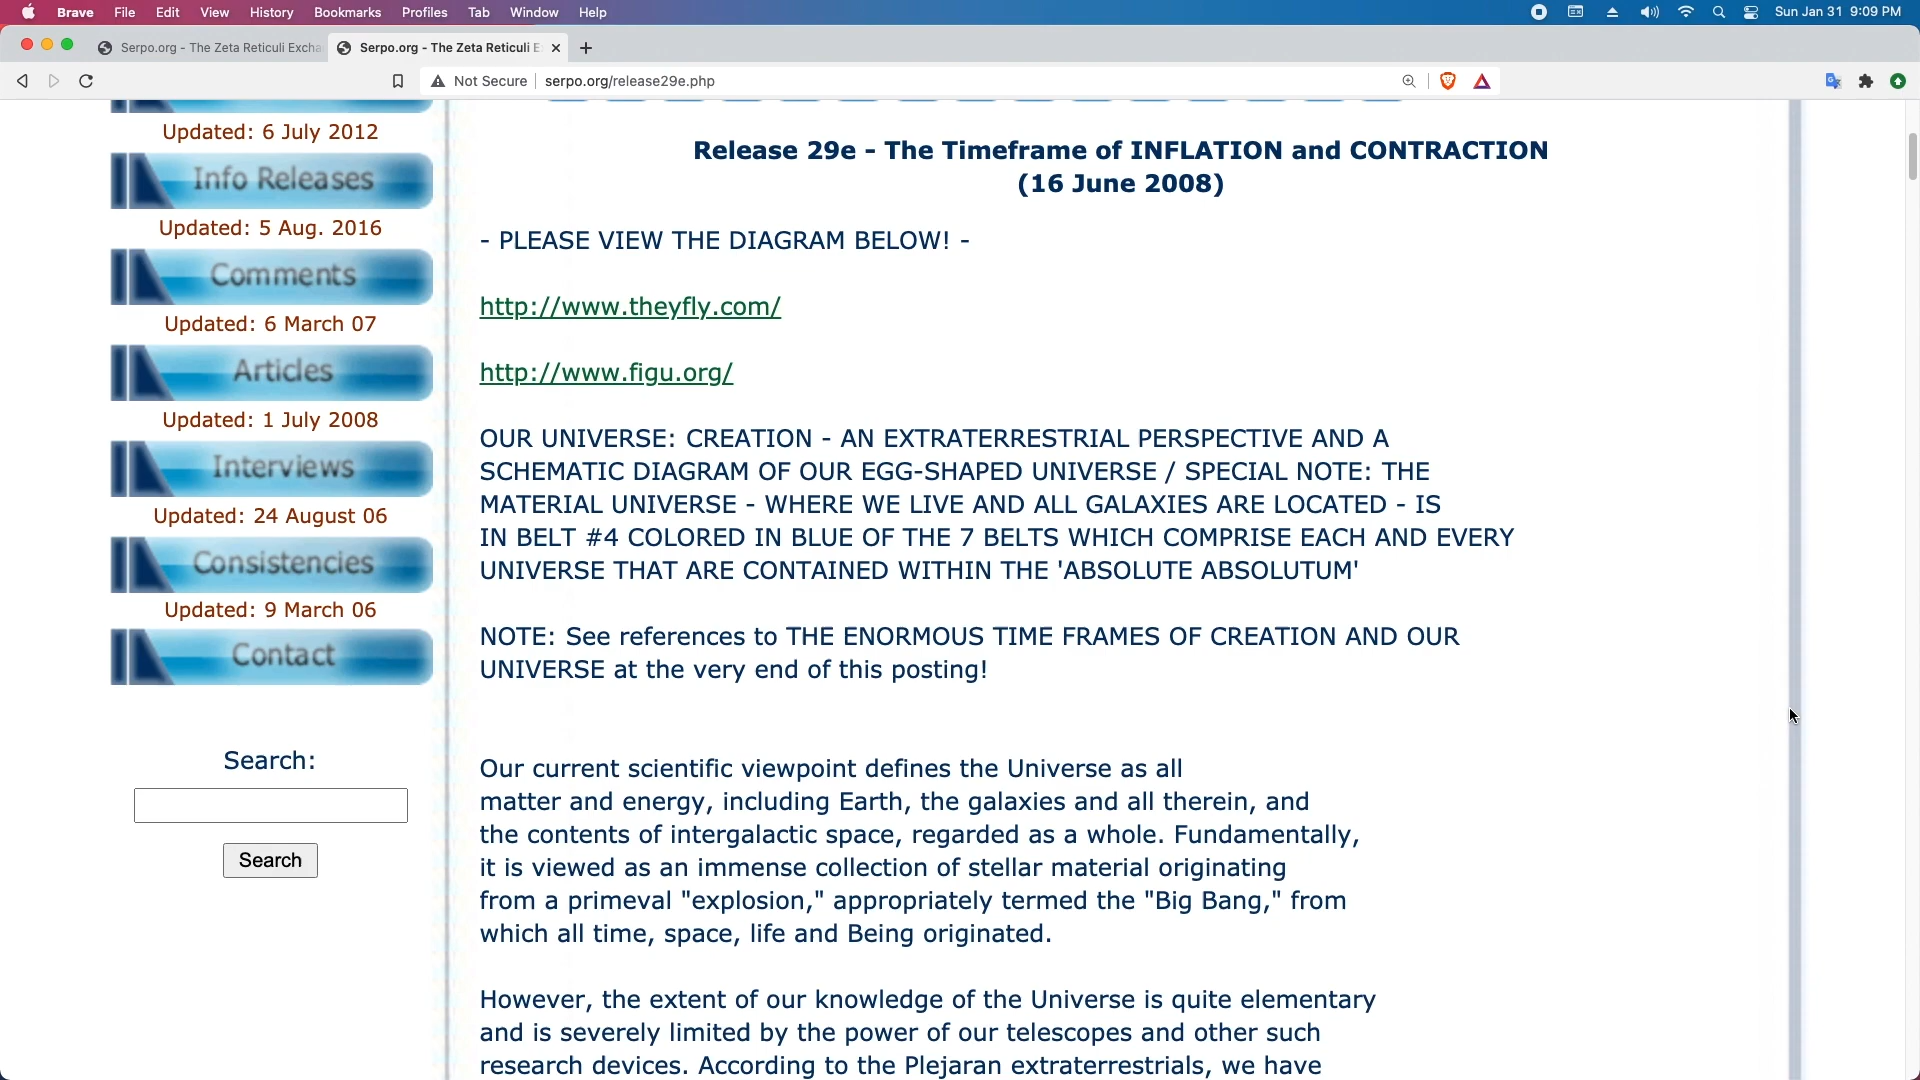 Brave File Edit View History Bookmarks Profiles Tab Window Help Sun Jan 31 9:09 PM
Serpo.org - The Zeta Reticuli Excha Serpo.org - The Zeta Reticuli E
Not Secure serpo.org/release29e.php
Updated: 6 July 2012
Info Releases
Updated: 5 Aug. 2016
Comments
Updated: 6 March 07
Articles
Updated: 1 July 2008
Interviews
Updated: 24 August 06
Consistencies
Updated: 9 March 06
Contact
Search:
Search
Release 29e - The Timeframe of INFLATION and CONTRACTION
(16 June 2008)
- PLEASE VIEW THE DIAGRAM BELOW! -
http://www.theyfly.com/
http://www.figu.org/
OUR UNIVERSE: CREATION - AN EXTRATERRESTRIAL PERSPECTIVE AND A
SCHEMATIC DIAGRAM OF OUR EGG-SHAPED UNIVERSE / SPECIAL NOTE: THE
MATERIAL UNIVERSE - WHERE WE LIVE AND ALL GALAXIES ARE LOCATED - IS
IN BELT #4 COLORED IN BLUE OF THE 7 BELTS WHICH COMPRISE EACH AND EVERY
UNIVERSE THAT ARE CONTAINED WITHIN THE 'ABSOLUTE ABSOLUTUM'
NOTE: See references to THE ENORMOUS TIME FRAMES OF CREATION AND OUR
UNIVERSE at the very end of this posting!
Our current scientific viewpoint defines the Universe as all
matter and energy, including Earth, the galaxies and all therein, and
the contents of intergalactic space, regarded as a whole. Fundamentally,
it is viewed as an immense collection of stellar material originating
from a primeval "explosion," appropriately termed the "Big Bang," from
which all time, space, life and Being originated.
However, the extent of our knowledge of the Universe is quite elementary
and is severely limited by the power of our telescopes and other such
research devices. According to the Plejaran extraterrestrials, we have